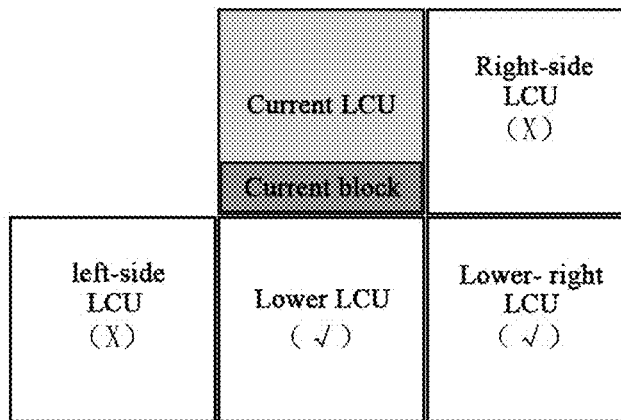 Current LCU
Right-side
LCU
(X)
Current block
left-side
LCU
(X)
Lower LCU
(√)
Lower- right
LCU
(√)